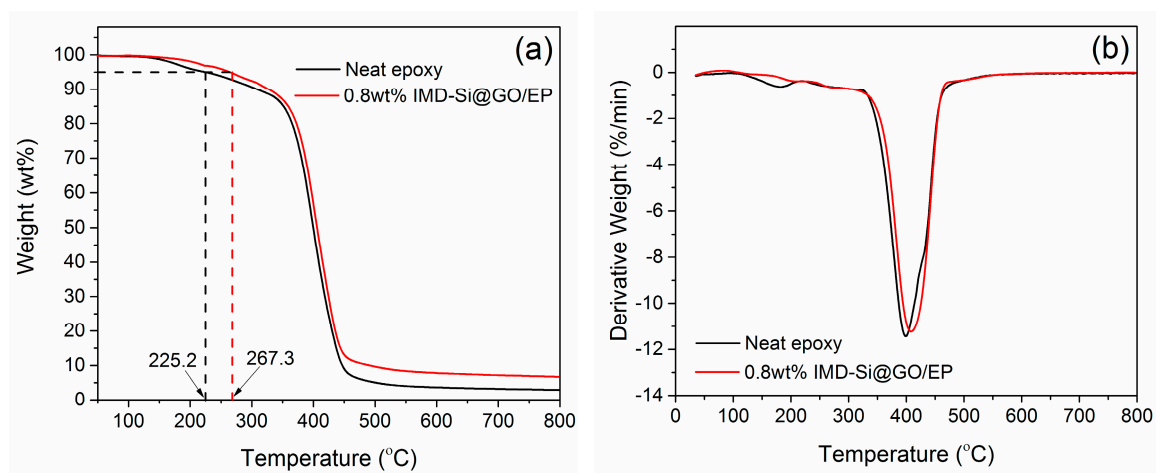 (a)
Neat epoxy
0.8wt% IMD-Si@GO/EP
Weight (wt%)
100
90
80
70
60
50
40
30
20
10
0
225.2
267.3
100 200 300 400 500 600 700 800
Temperature (°C)
(b)
Derivative Weight (%/min)
0
-2
-4
-6
-8
-10
-12
-14
Neat epoxy
0.8wt% IMD-Si@GO/EP
0 100 200 300 400 500 600 700 800
Temperature (°C)